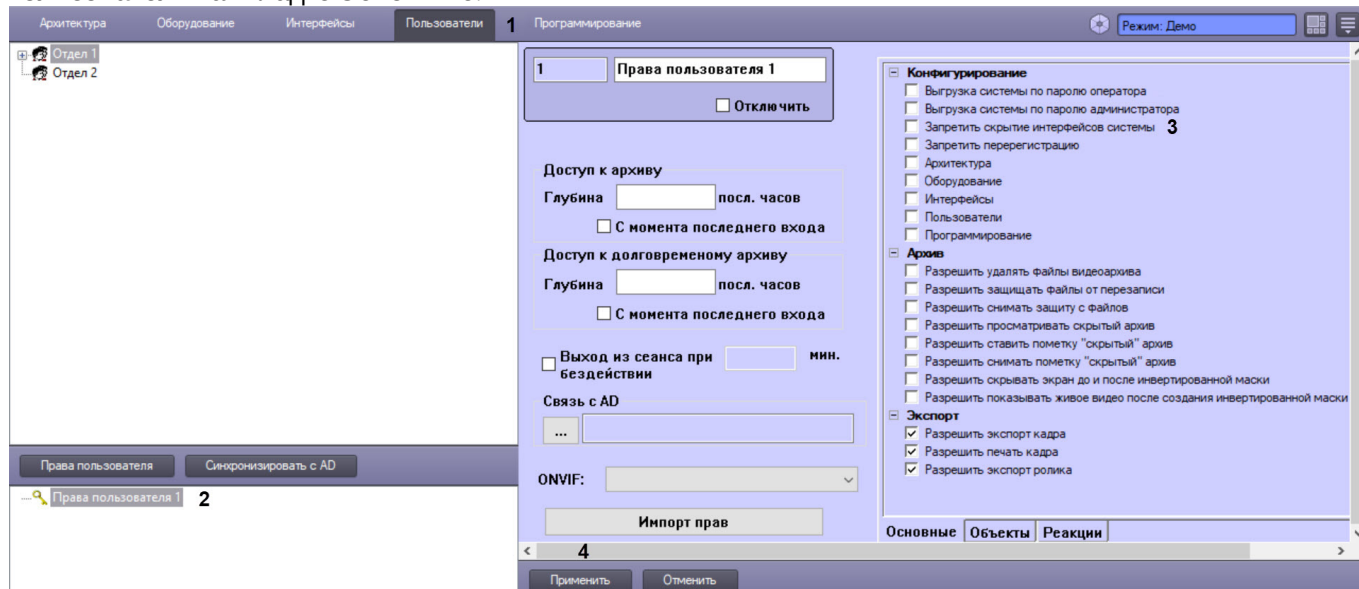 Архитектура Оборудование Интерфейсы Пользователи 1 Программирование Режим: Демо
Отдел 1
Отдел 2
Права пользователя Синхронизировать с AD
Права пользователя 1 2
1 Права пользователя 1
Отключить
Доступ к архиву
Глубина посл. часов
С момента последнего входа
Доступ к долговременому архиву
Глубина посл. часов
С момента последнего входа
Выход из сеанса при мин.
бездействии
Связь с AD
...
ONVIF:
Импорт прав
4
Применить Отменить
Конфигурирование
Выгрузка системы по паролю оператора
Выгрузка системы по паролю администратора
Запретить скрытие интерфейсов системы 3
Запретить перерегистрацию
Архитектура
Оборудование
Интерфейсы
Пользователи
Программирование
Архив
Разрешить удалять файлы видеоархива
Разрешить защищать файлы от перезаписи
Разрешить снимать защиту с файлов
Разрешить просматривать скрытый архив
Разрешить ставить пометку "скрытый" архив
Разрешить снимать пометку "скрытый" архив
Разрешить скрывать экран до и после инвертированной маски
Разрешить показывать живое видео после создания инвертированной маски
Экспорт
Разрешить экспорт кадра
Разрешить печать кадра
Разрешить экспорт ролика
Основные Объекты Реакции